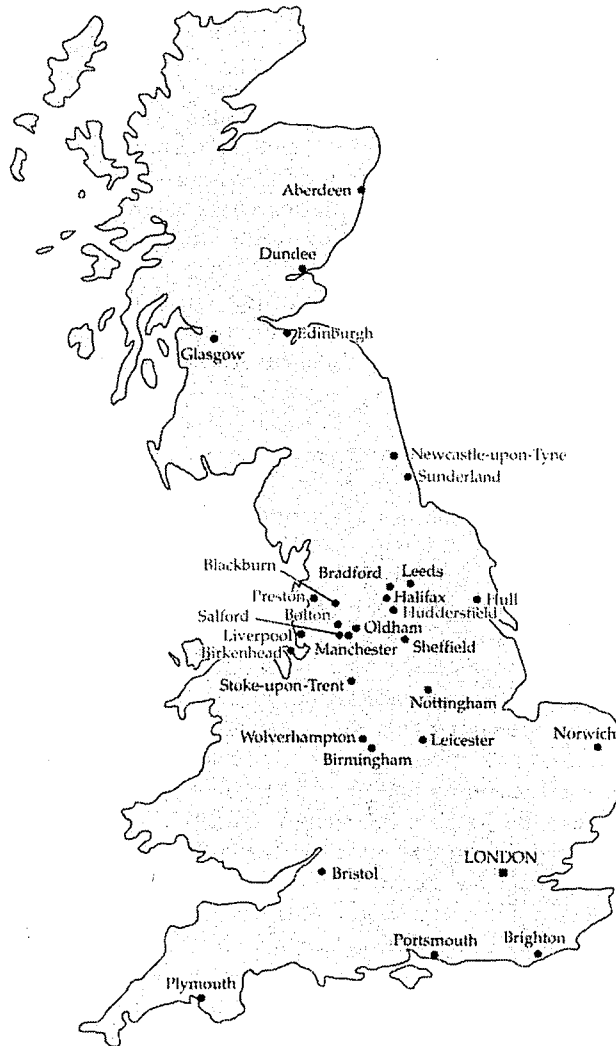 Aberdeen
Dundee
Edinburgh
Glasgow
Newcastle-upon-Tyne
Sunderland
Blackburn
Bradford
Leeds
Preston
Halifax
Hull
Bolton
Huddersfield
Salford
Oldham
Liverpool
Manchester
Sheffield
Birkenhead
Stoke-upon-Trent
Nottingham
Wolverhampton
Leicester
Norwich
Birmingham
Bristol
LONDON
Portsmouth
Brighton
Plymouth